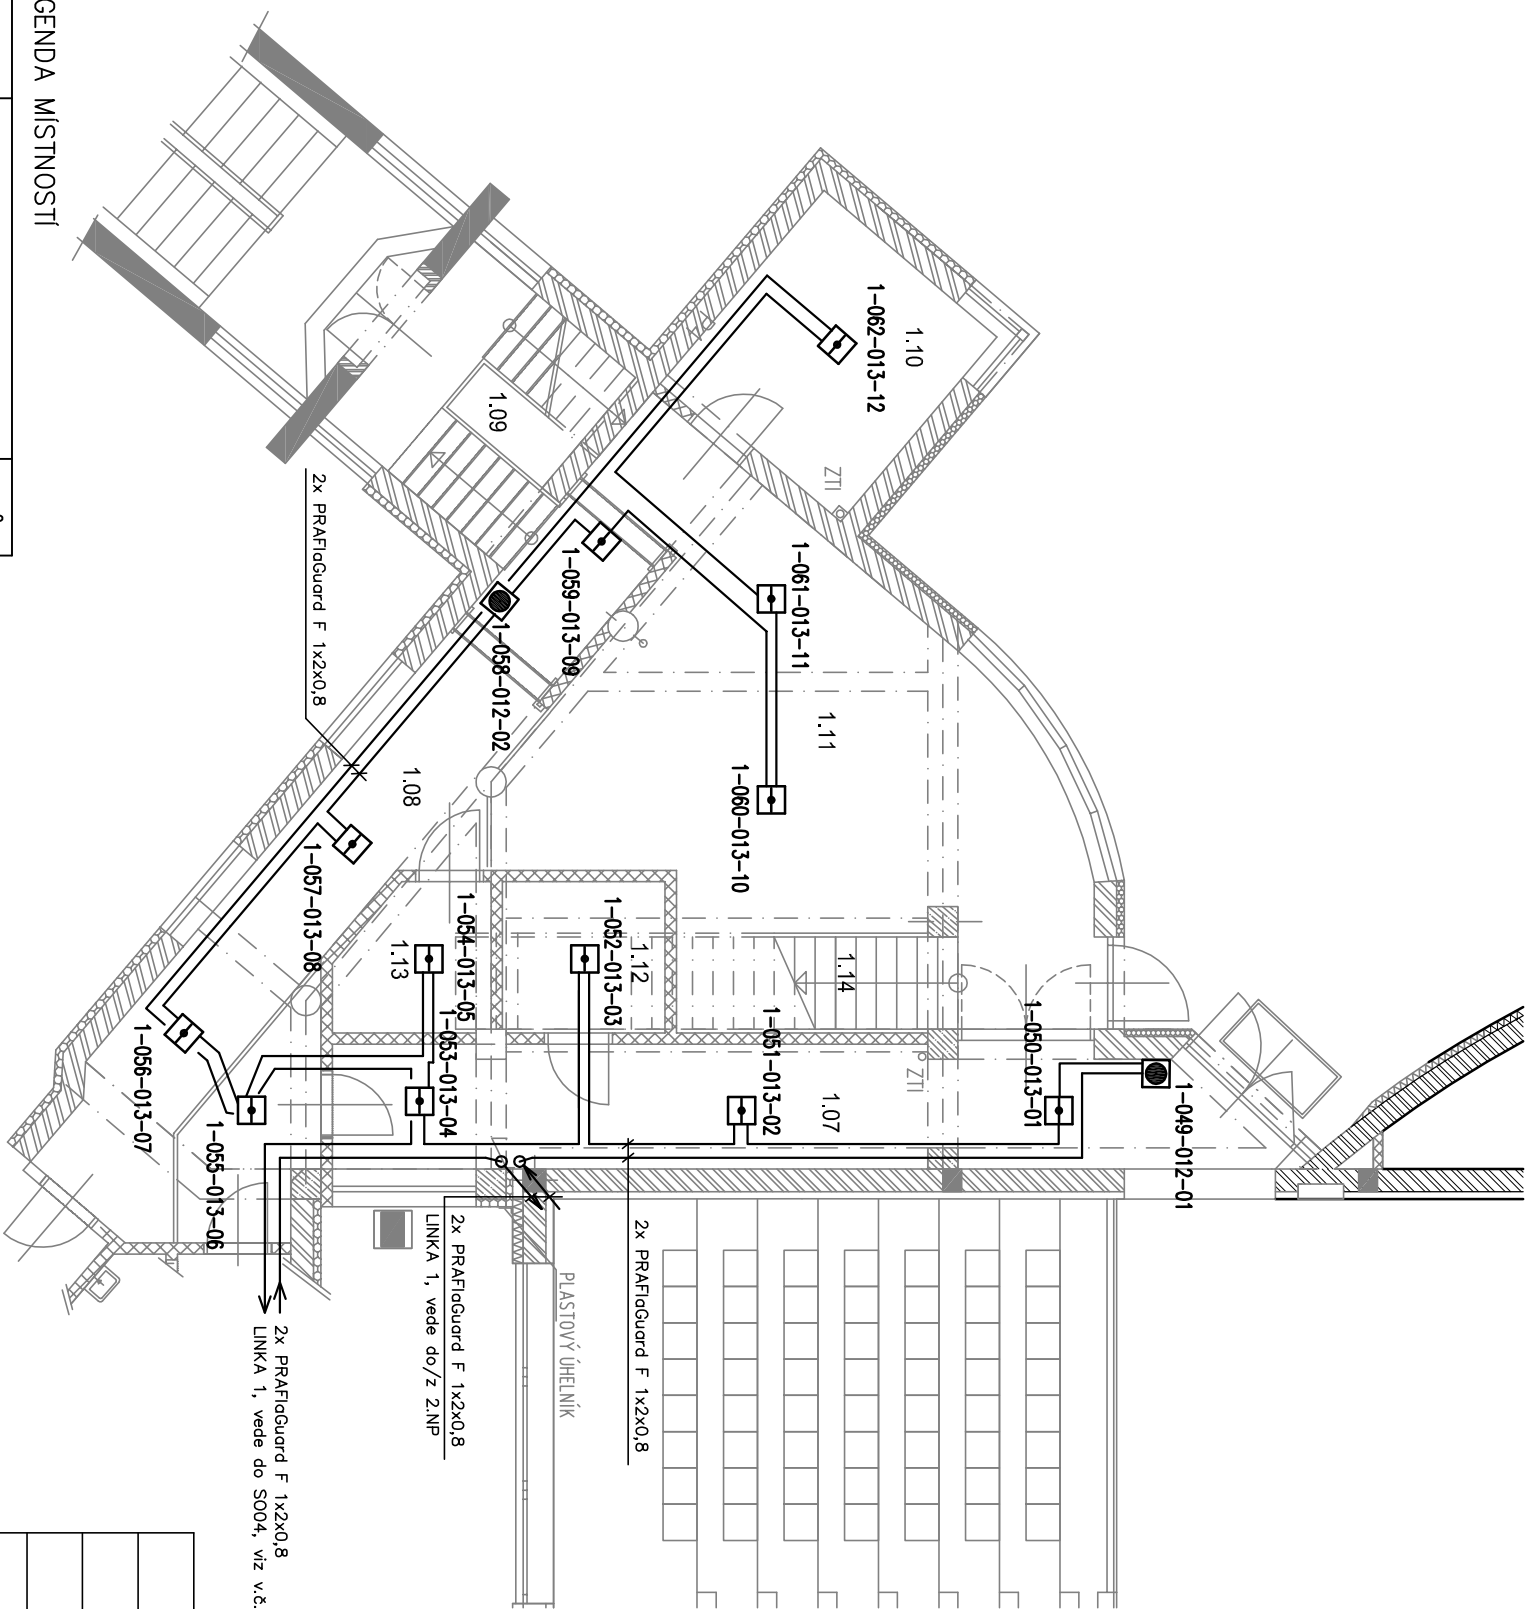 GENDA MÍSTNOSTÍ
1.10
1-062-013-12
ZTI
1.09
2x PRAFlaGuard F 1x2x0,8
1-061-013-11
1-059-013-09
1-058-012-02
1.11
1.08
1-060-013-10
1-057-013-08
1-054-013-05
1.13
1-052-013-03
1.12
1.14
1-053-013-04
1-051-013-02
1-050-013-01
ZTI
1.07
1-049-012-01
1-056-013-07
1-055-013-06
2x PRAFlaGuard F 1x2x0,8
LINKA 1, vede do/z 2.NP
PLASTOVÝ ÚHELNÍK
2x PRAFlaGuard F 1x2x0,8
2x PRAFlaGuard F 1x2x0,8
LINKA 1, vede do SO04, viz v.č.